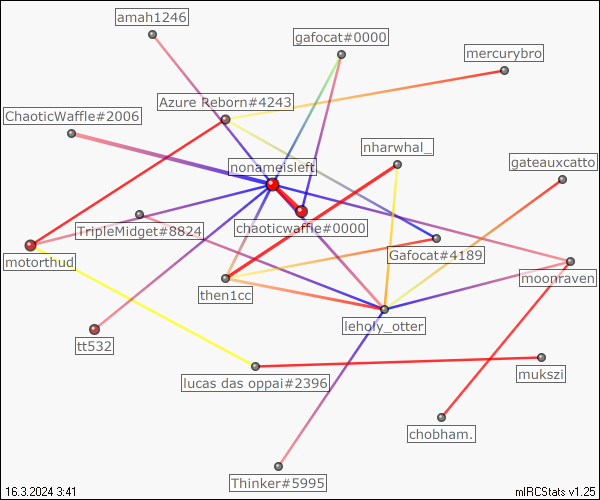 amah1246
gafocat#0000
mercurybro
Azure Reborn#4243
ChaoticWaffle#2006
nharwhal_
nonameisleft
gateauxcatto
TripleMidget#8824
chaoticwaffle#0000
motorthud
Gafocat#4189
moonraven
then1cc
leholy_otter
tt532
lucas das oppai#2396
mukszi
chobham.
Thinker#5995
16.3.2024 3:41
mIRCStats v1.25